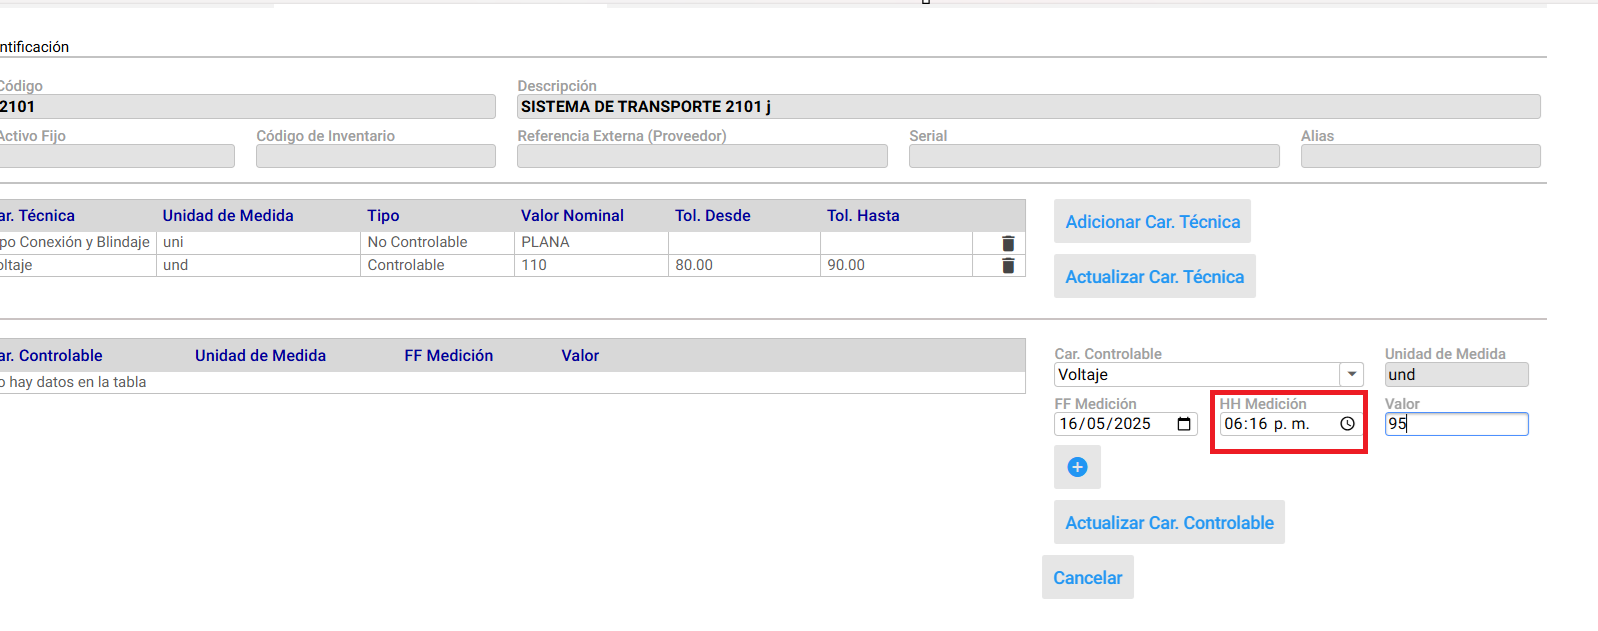 ntificación
Código
Descripción
2101
SISTEMA DE TRANSPORTE 2101 j
Activo Fijo
Código de Inventario
Referencia Externa (Proveedor)
Serial
Alias
ar. Técnica
Unidad de Medida
Tipo
Valor Nominal
Tol. Desde
Tol. Hasta
po Conexión y Blindaje
uni
No Controlable
PLANA
oltaje
und
Controlable
110
80.00
90.00
Adicionar Car. Técnica
Actualizar Car. Técnica
ar. Controlable
Unidad de Medida
FF Medición
Valor
o hay datos en la tabla
Car. Controlable
Unidad de Medida
Voltaje
und
FF Medición
HH Medición
Valor
16/05/2025
06:16 p. m.
95
Actualizar Car. Controlable
Cancelar